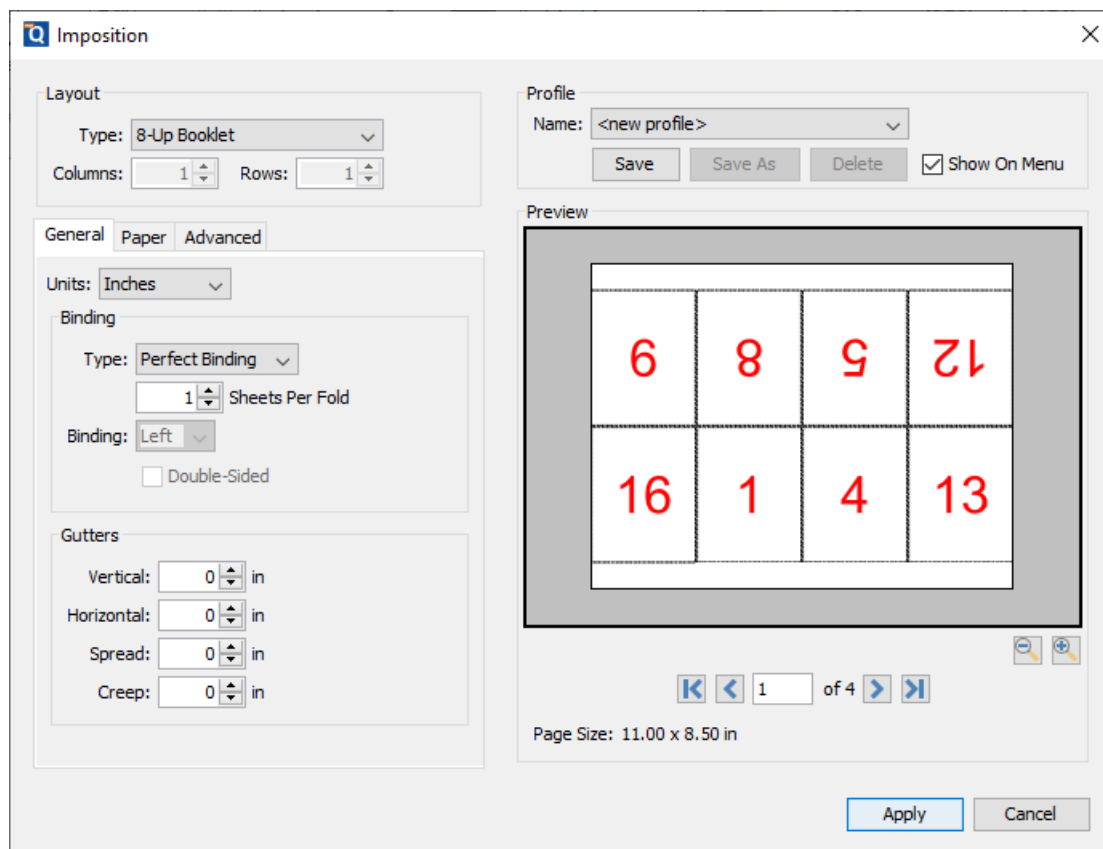 Q Imposition
Layout
Type: 8-Up Booklet
Columns: 1 Rows: 1
General Paper Advanced
Units: Inches
Binding
Type: Perfect Binding
1 Sheets Per Fold
Binding: Left
Double-Sided
Gutters
Vertical: 0 in
Horizontal: 0 in
Spread: 0 in
Creep: 0 in
Profile
Name: <new profile>
Save Save As Delete Show On Menu
Preview
9 8 5 12
16 1 4 13
1 of 4
Page Size: 11.00 x 8.50 in
Apply Cancel